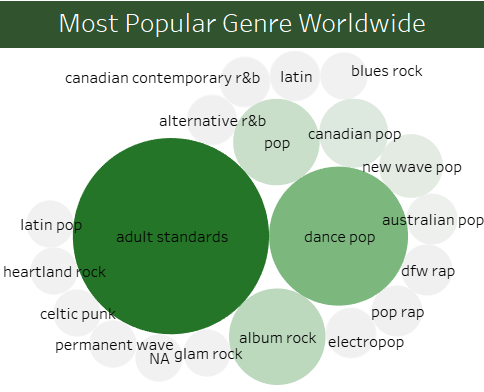 Most Popular Genre Worldwide
blues rock
canadian contemporary r&b
latin
alternative r&b
canadian pop
pop
new wave pop
latin pop
australian pop
adult standards
dance pop
heartland rock
dfw rap
celtic punk
pop rap
album rock
electropop
permanent wave
glam rock
NA